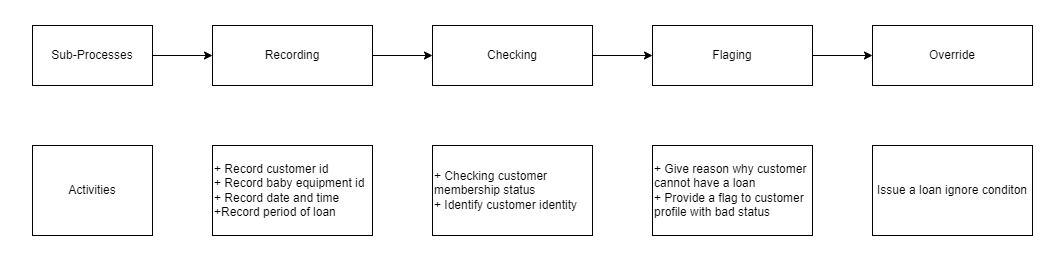 Sub-Processes
Recording
Checking
Flaging
Override
Activities
+ Record customer id
+ Record baby equipment id
+ Record date and time
+Record period of loan
+ Checking customer
membership status
+ Identify customer identity
+ Give reason why customer
cannot have a loan
+ Provide a flag to customer
profile with bad status
Issue a loan ignore conditon